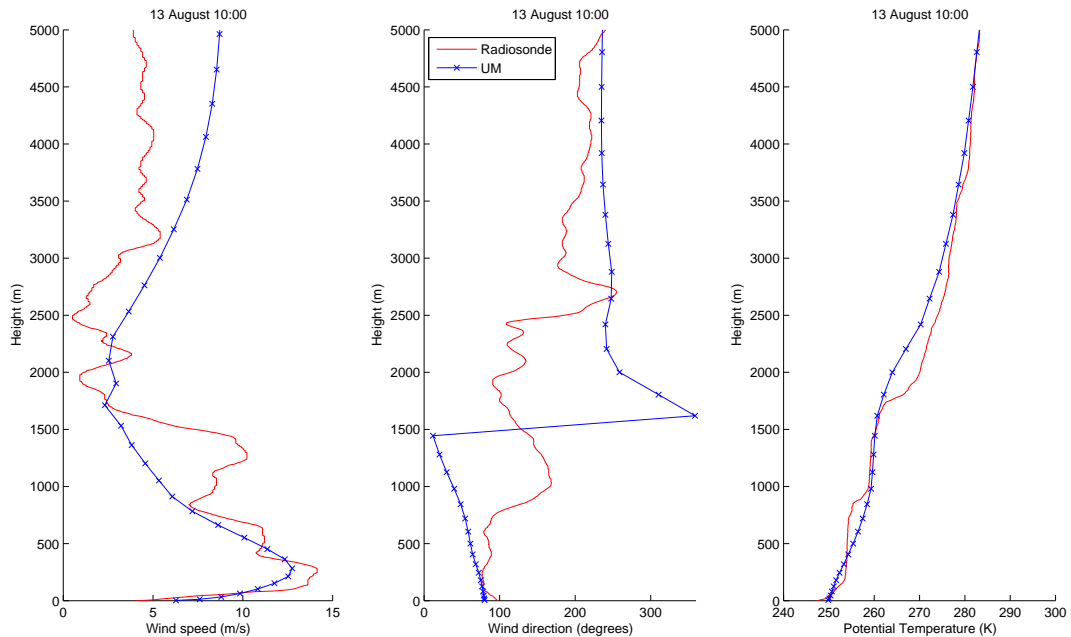 13 August 10:00
5000
4500
4000
3500
3000
2500
2000
1500
1000
500
0
Height (m)
0 5 10 15
Wind speed (m/s)
13 August 10:00
Radiosonde
UM
5000
4500
4000
3500
3000
2500
2000
1500
1000
500
0
Height (m)
0 100 200 300
Wind direction (degrees)
13 August 10:00
5000
4500
4000
3500
3000
2500
2000
1500
1000
500
0
Height (m)
240 250 260 270 280 290 300
Potential Temperature (K)